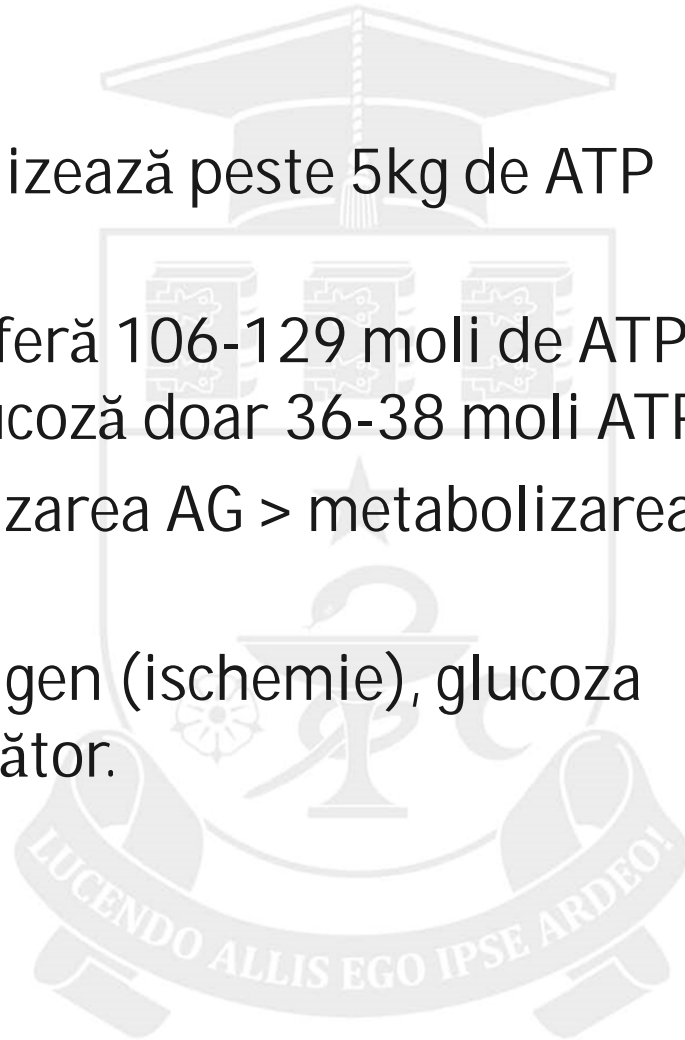 izează peste 5kg de ATP
feră 106-129 moli de ATP
ucoză doar 36-38 moli ATP
zarea AG > metabolizarea
gen (ischemie), glucoza
ător.
LUCENDO ALLIS EGO IPSE ARDEO!